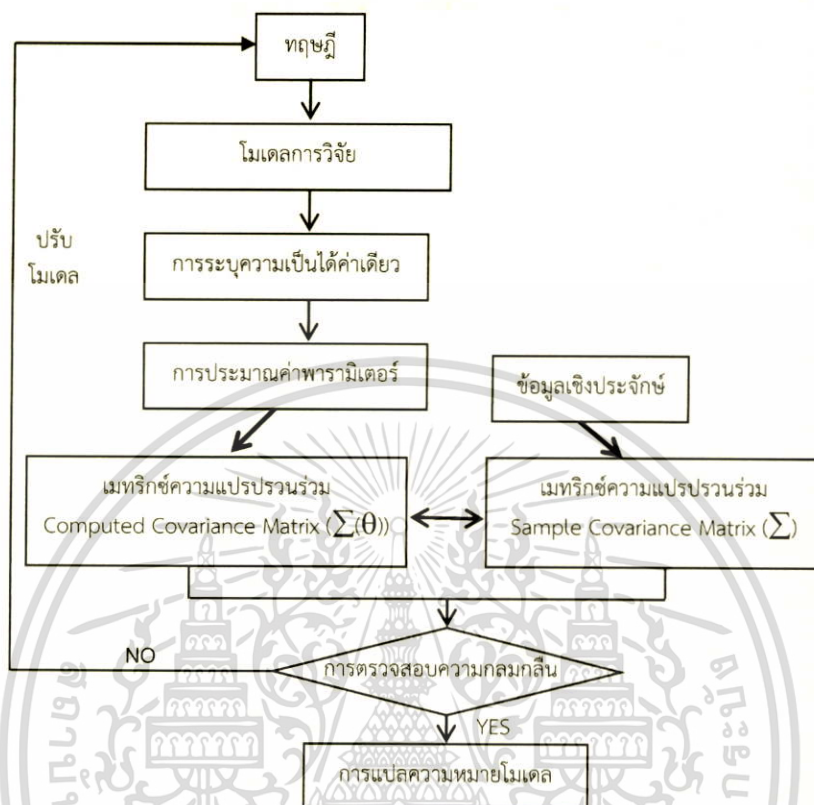 ทฤษฎี
โมเดลการวิจัย
ปรับ
โมเดล
การระบุความเป็นได้ค่าเดียว
การประมาณค่าพารามิเตอร์
ข้อมูลเชิงประจักษ์
เมทริกซ์ความแปรปรวนร่วม
Computed Covariance Matrix (∑(θ))
เมทริกซ์ความแปรปรวนร่วม
Sample Covariance Matrix (∑)
NO
การตรวจสอบความกลมกลืน
YES
การแปลความหมายโมเดล